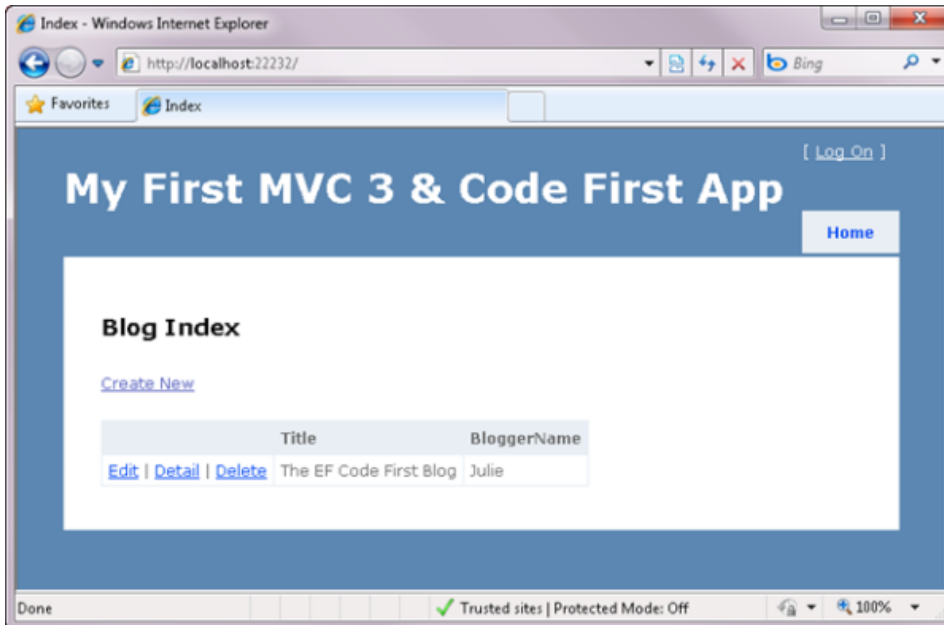 Index - Windows Internet Explorer
http://localhost:22232/
Bing
Favorites
Index
[ Log On ]
My First MVC 3 & Code First App
Home
Blog Index
Create New
Title BloggerName
Edit | Detail | Delete The EF Code First Blog Julie
Done
Trusted sites | Protected Mode: Off
100%